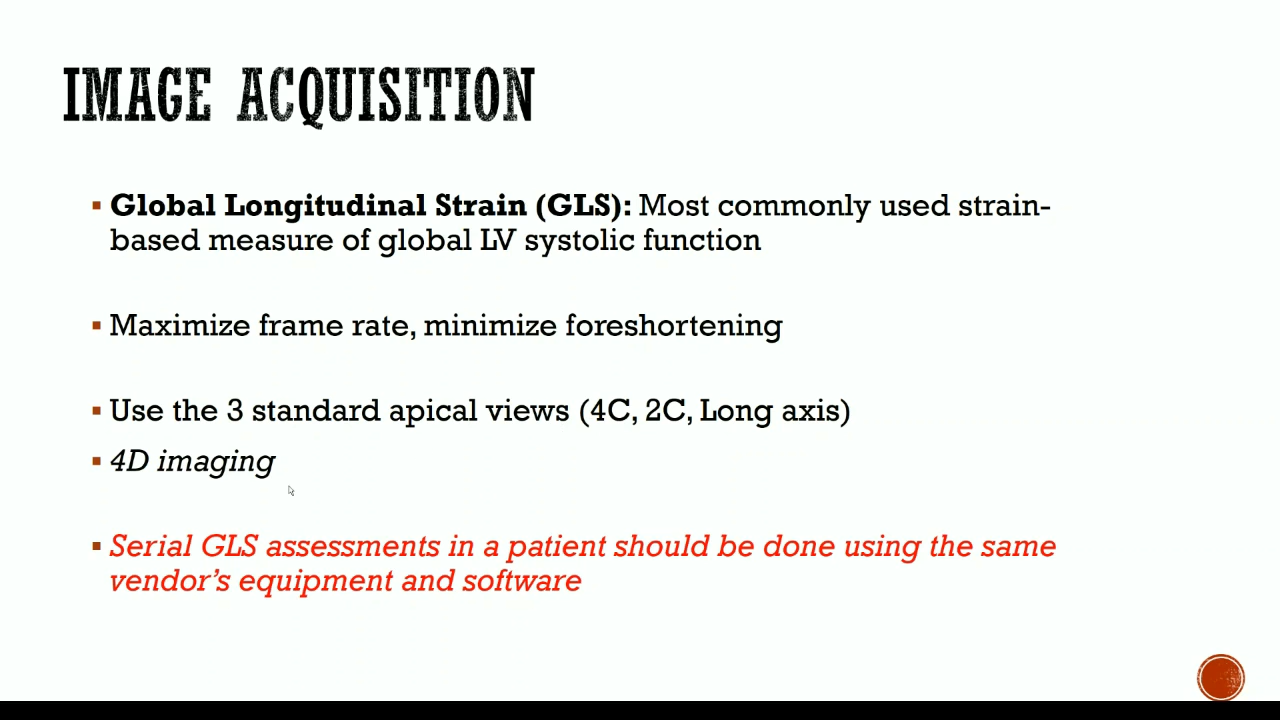 IMAGE ACQUISITION
▪ Global Longitudinal Strain (GLS): Most commonly used strain-
based measure of global LV systolic function
▪ Maximize frame rate, minimize foreshortening
▪ Use the 3 standard apical views (4C, 2C, Long axis)
▪ 4D imaging
▪ Serial GLS assessments in a patient should be done using the same
vendor’s equipment and software